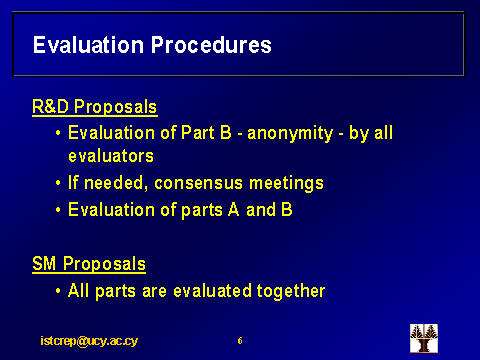 Evaluation Procedures
R&D Proposals
• Evaluation of Part B - anonymity - by all
evaluators
• If needed, consensus meetings
• Evaluation of parts A and B
SM Proposals
• All parts are evaluated together
istcrep@ucy.ac.cy
6